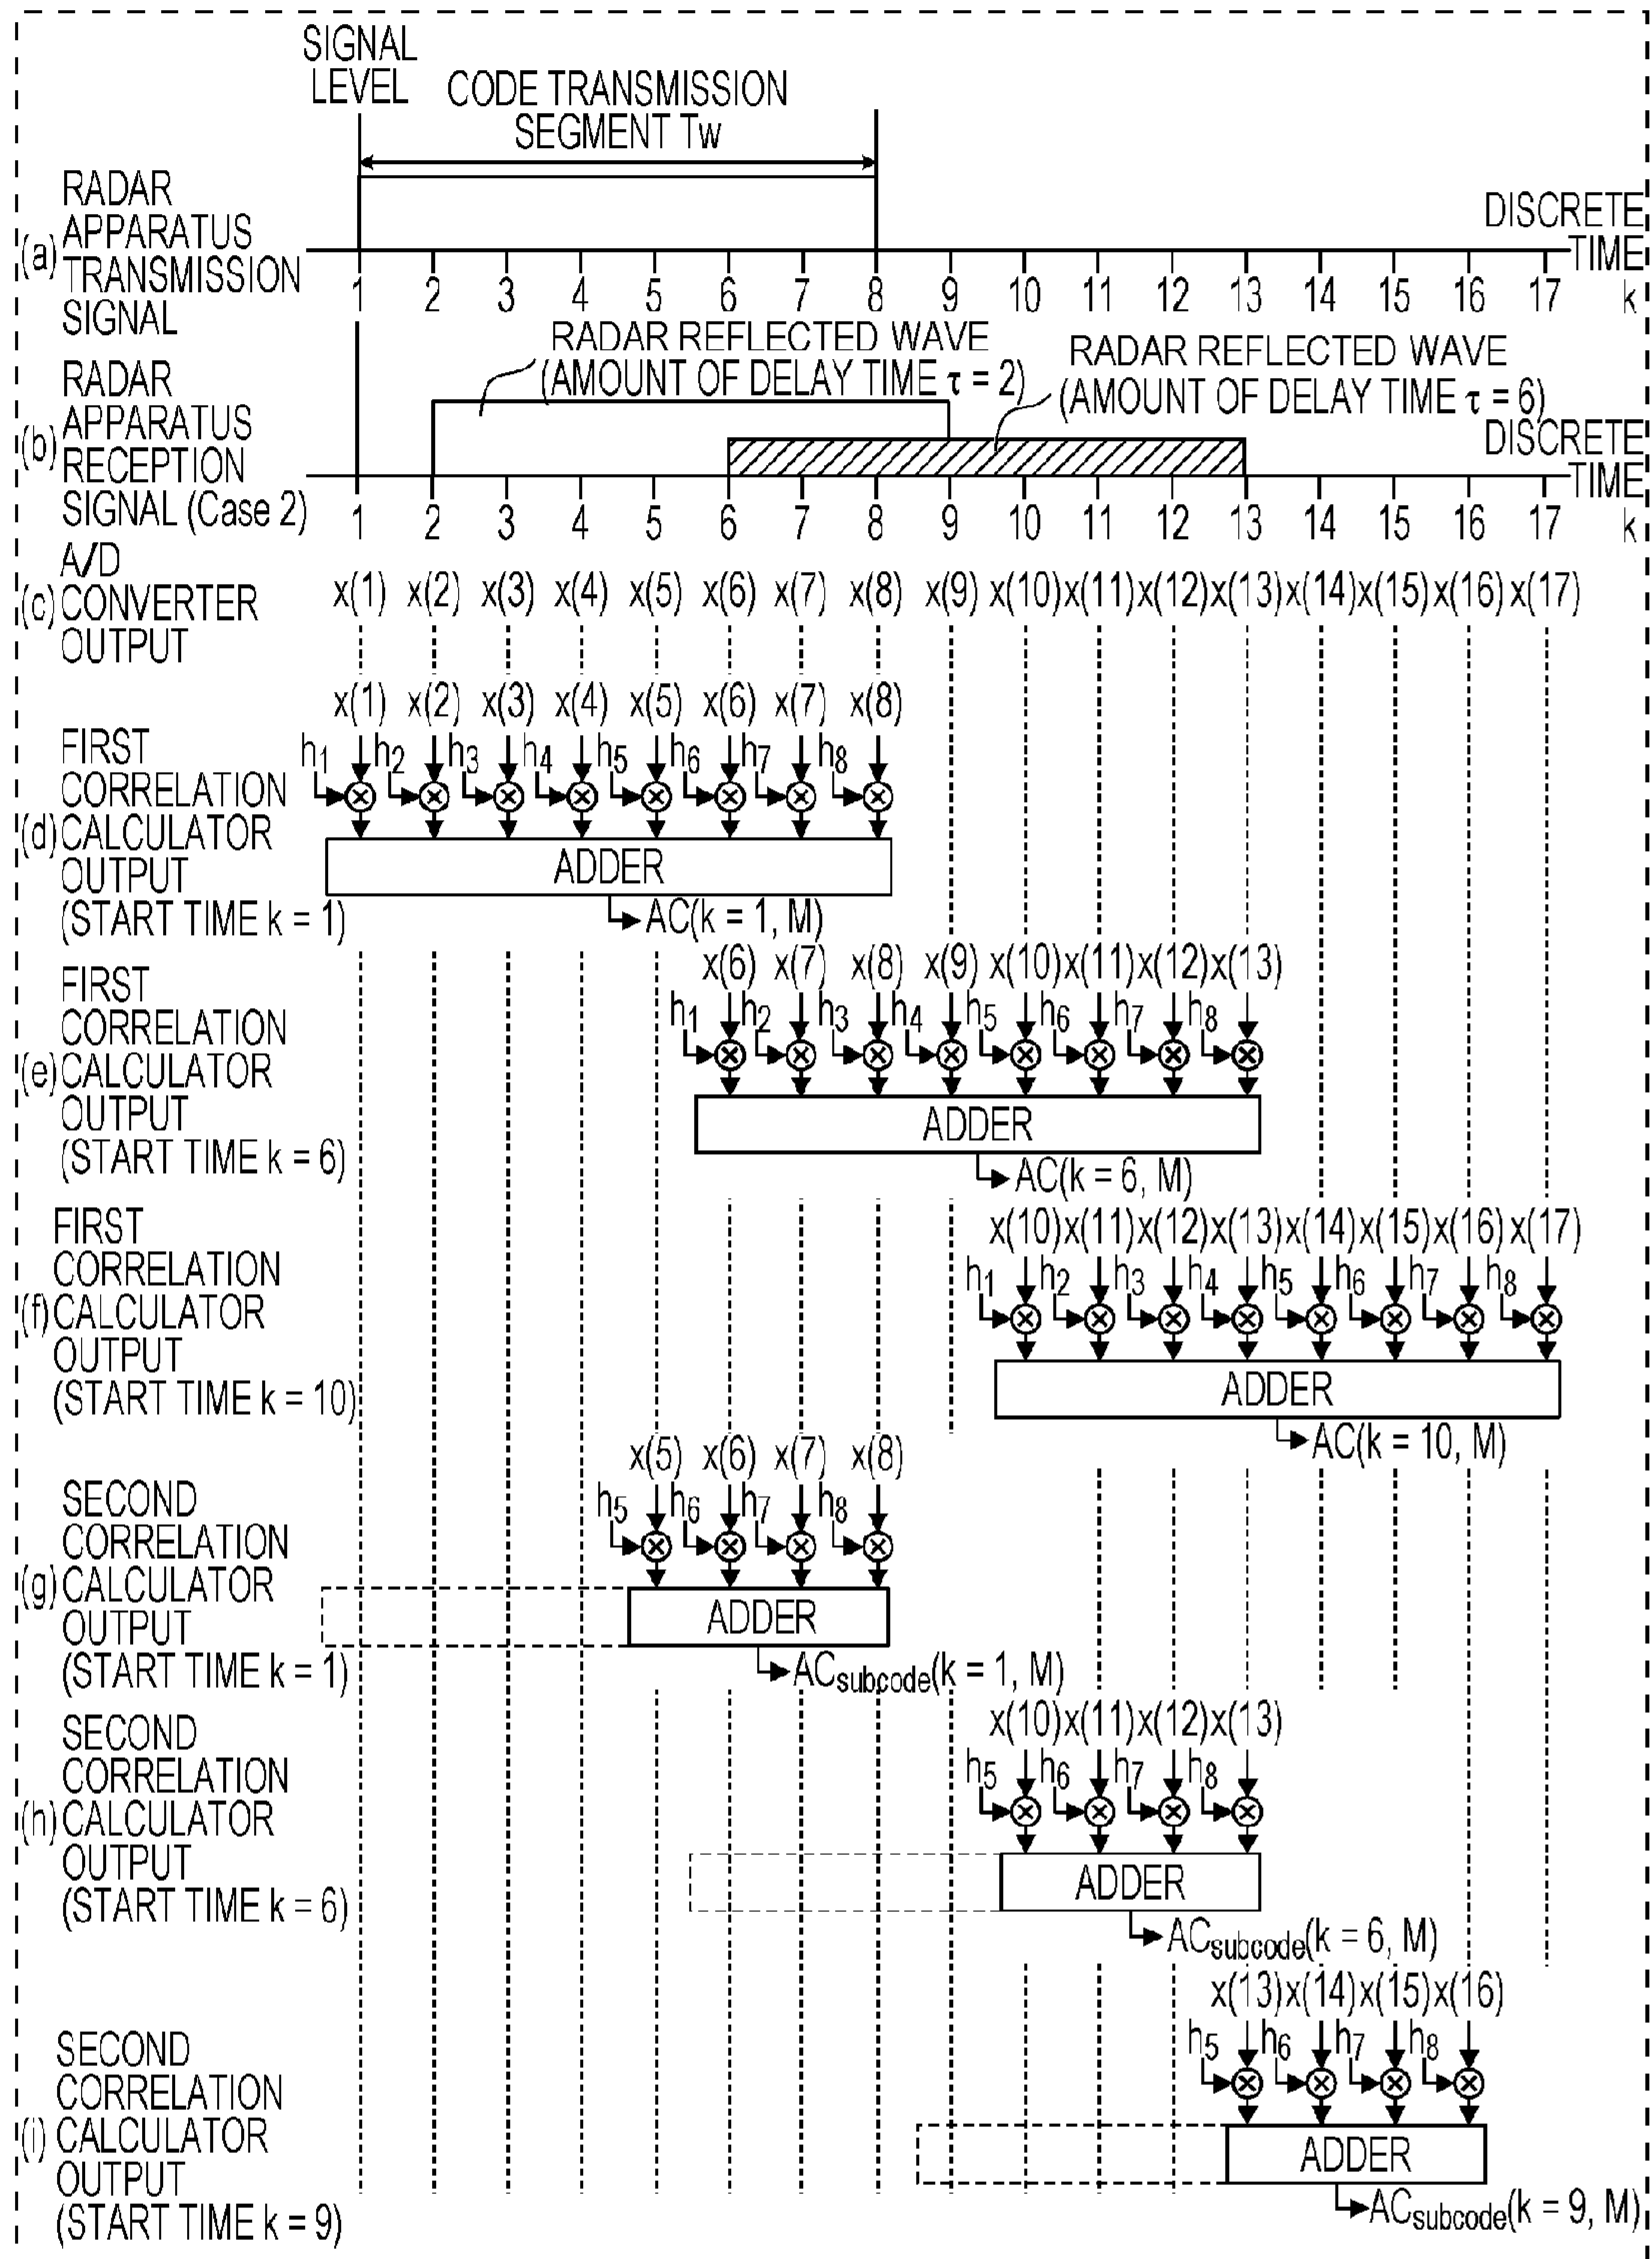 SIGNAL
LEVEL
CODE TRANSMISSION
SEGMENT Tw
(a) RADAR
APPARATUS
TRANSMISSION
SIGNAL
DISCRETE
TIME
k
1 2 3 4 5 6 7 8 9 10 11 12 13 14 15 16 17
RADAR REFLECTED WAVE
(AMOUNT OF DELAY TIME τ = 2)
RADAR REFLECTED WAVE
(AMOUNT OF DELAY TIME τ = 6)
(b) RADAR
APPARATUS
RECEPTION
SIGNAL (Case 2)
DISCRETE
TIME
k
1 2 3 4 5 6 7 8 9 10 11 12 13 14 15 16 17
(c) A/D
CONVERTER
OUTPUT
x(1) x(2) x(3) x(4) x(5) x(6) x(7) x(8) x(9) x(10) x(11) x(12) x(13) x(14) x(15) x(16) x(17)
x(1) x(2) x(3) x(4) x(5) x(6) x(7) x(8)
h1 h2 h3 h4 h5 h6 h7 h8
(d) FIRST
CORRELATION
CALCULATOR
OUTPUT
(START TIME k = 1)
ADDER
AC(k = 1, M)
x(6) x(7) x(8) x(9) x(10) x(11) x(12) x(13)
h1 h2 h3 h4 h5 h6 h7 h8
(e) FIRST
CORRELATION
CALCULATOR
OUTPUT
(START TIME k = 6)
ADDER
AC(k = 6, M)
x(10) x(11) x(12) x(13) x(14) x(15) x(16) x(17)
h1 h2 h3 h4 h5 h6 h7 h8
(f) FIRST
CORRELATION
CALCULATOR
OUTPUT
(START TIME k = 10)
ADDER
AC(k = 10, M)
x(5) x(6) x(7) x(8)
h5 h6 h7 h8
(g) SECOND
CORRELATION
CALCULATOR
OUTPUT
(START TIME k = 1)
ADDER
ACsubcode(k = 1, M)
x(10) x(11) x(12) x(13)
h5 h6 h7 h8
(h) SECOND
CORRELATION
CALCULATOR
OUTPUT
(START TIME k = 6)
ADDER
ACsubcode(k = 6, M)
x(13) x(14) x(15) x(16)
h5 h6 h7 h8
(i) SECOND
CORRELATION
CALCULATOR
OUTPUT
(START TIME k = 9)
ADDER
ACsubcode(k = 9, M)